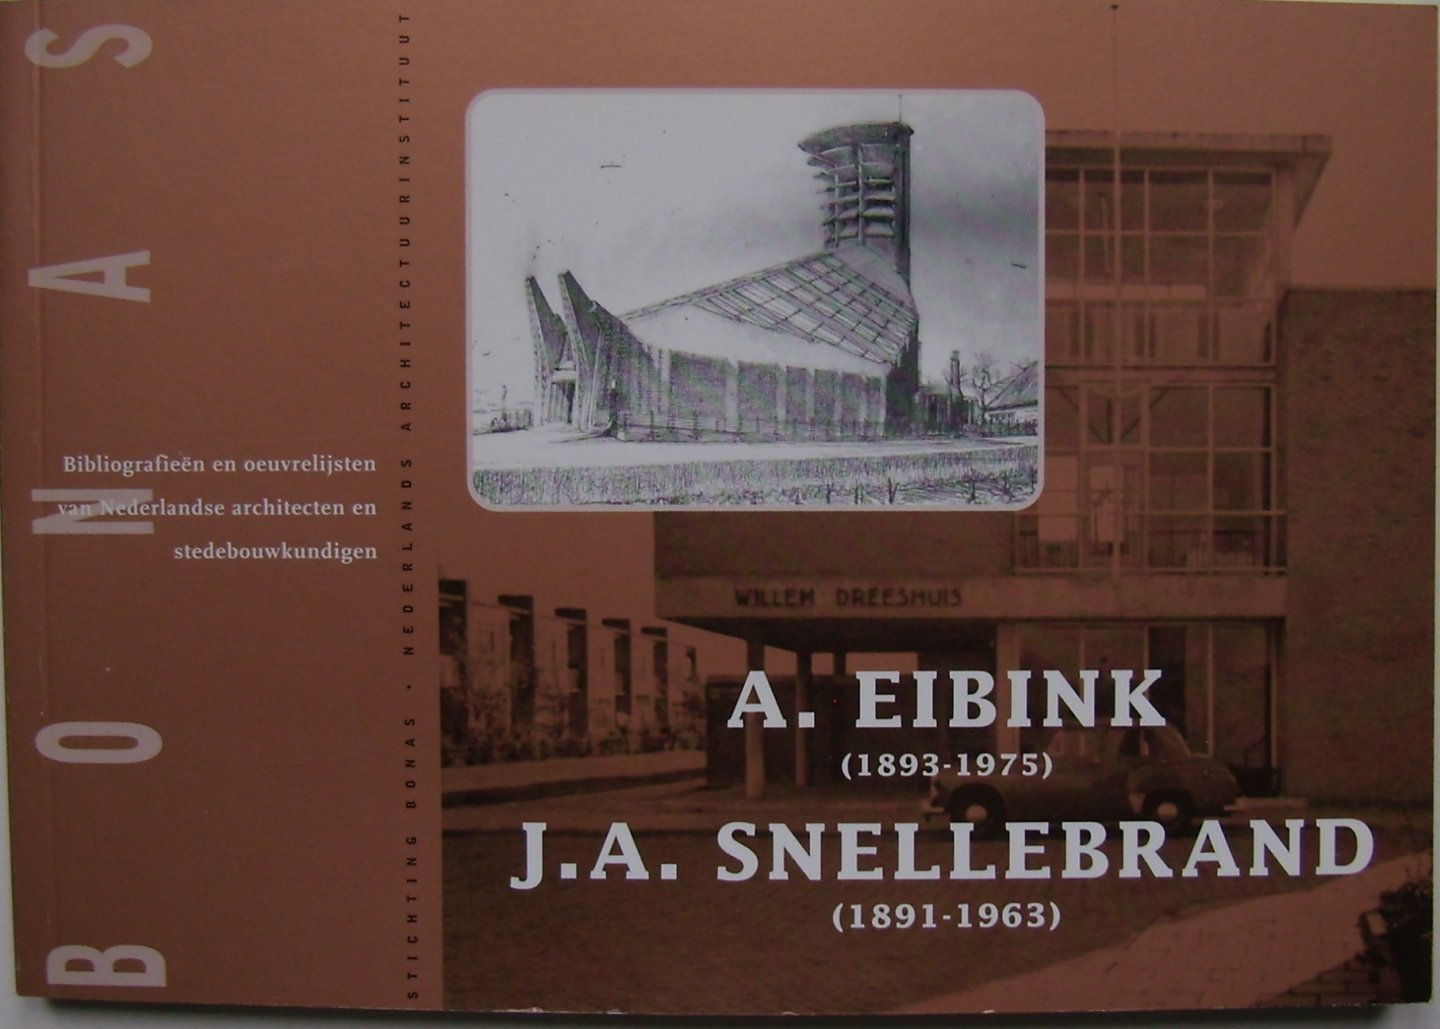 BONAS
Bibliografieën en oeuvrelijsten
van Nederlandse architecten en
stedebouwkundigen
STICHTING BONAS · NEDERLANDS ARCHITECTUURINSTITUUT
WILLEM DREESHUIS
A. EIBINK
(1893-1975)
J.A. SNELLEBRAND
(1891-1963)